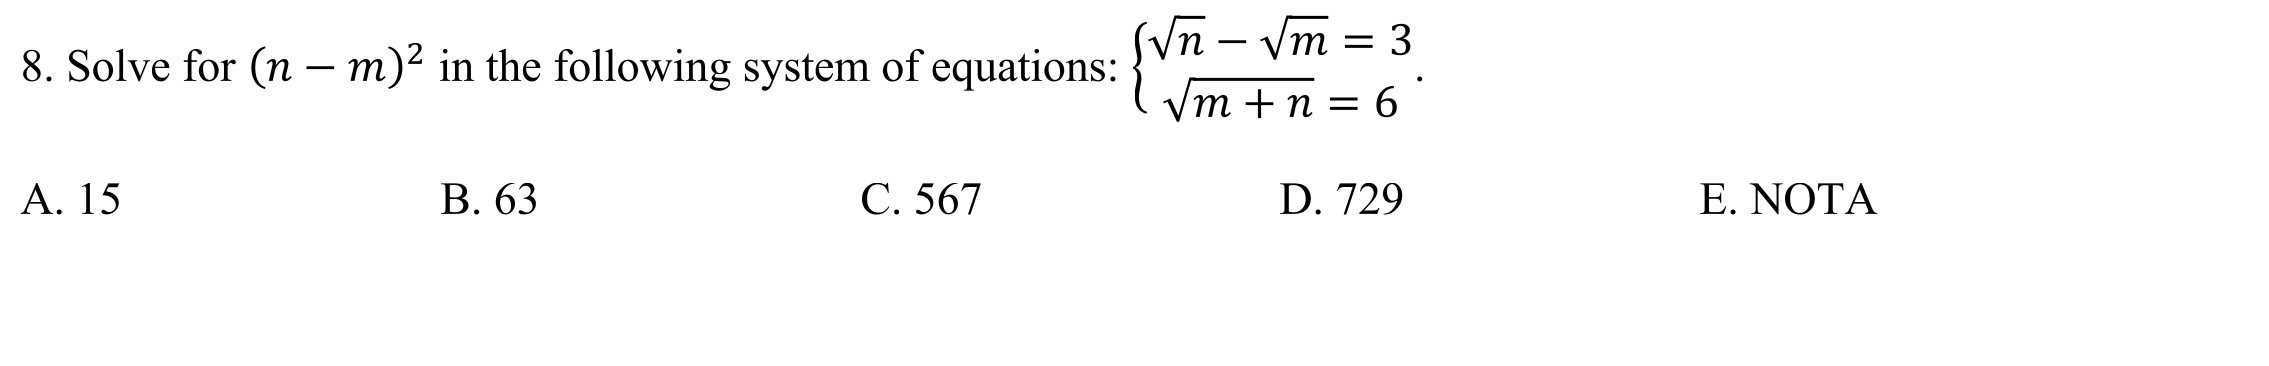 8. Solve for (n − m)² in the following system of equations: {√n − √m = 3
√(m + n) = 6.
A. 15 B. 63 C. 567 D. 729 E. NOTA